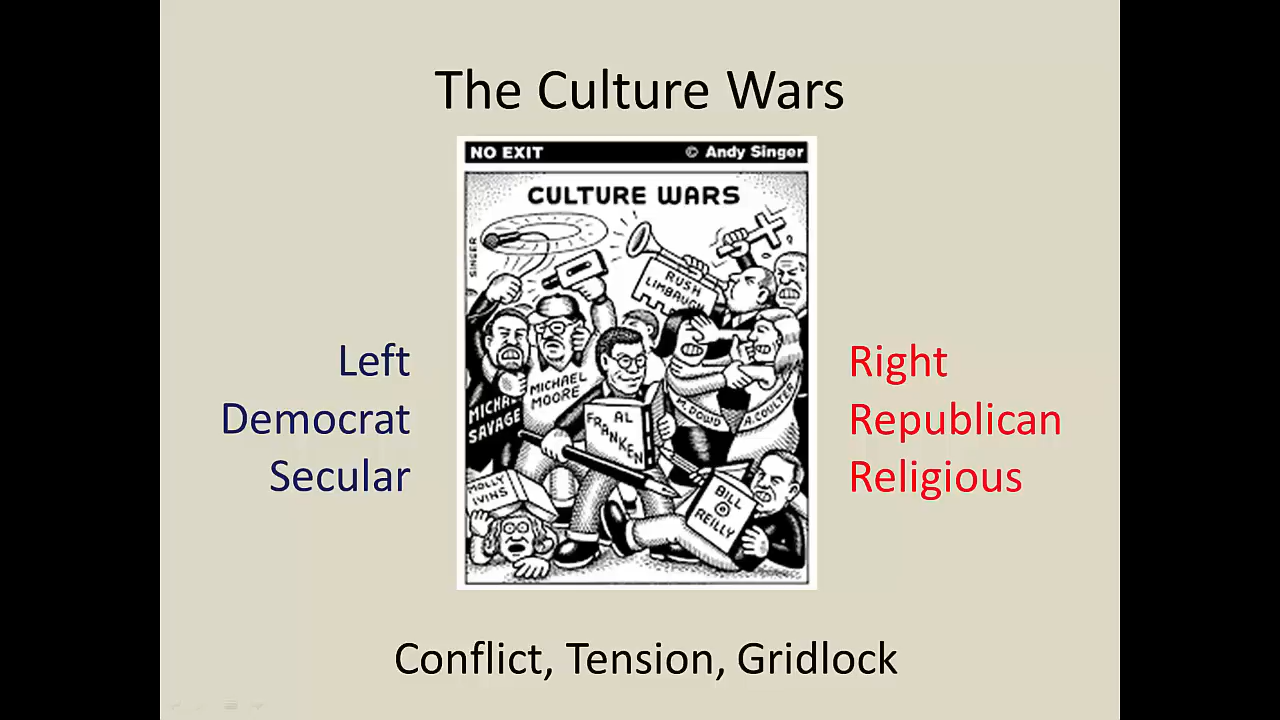 The Culture Wars
NO EXIT © Andy Singer
CULTURE WARS
SINGER
RUSH
LIMBAUGH
Left
Democrat
Secular
MICHAEL
MOORE
SAVAGE
AL
FRANKEN
M. DOWD
A. COULTER
MOLLY
IVINS
BILL
O
REILLY
Right
Republican
Religious
Conflict, Tension, Gridlock